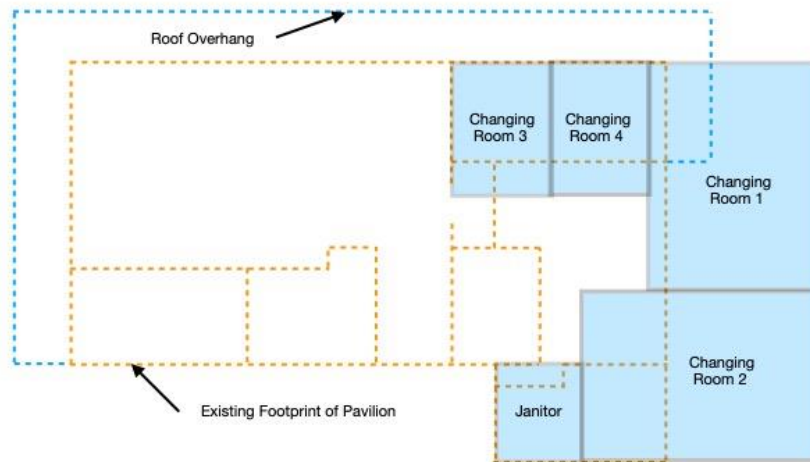 Roof Overhang
Changing
Room 3
Changing
Room 4
Changing
Room 1
Changing
Room 2
Existing Footprint of Pavilion
Janitor